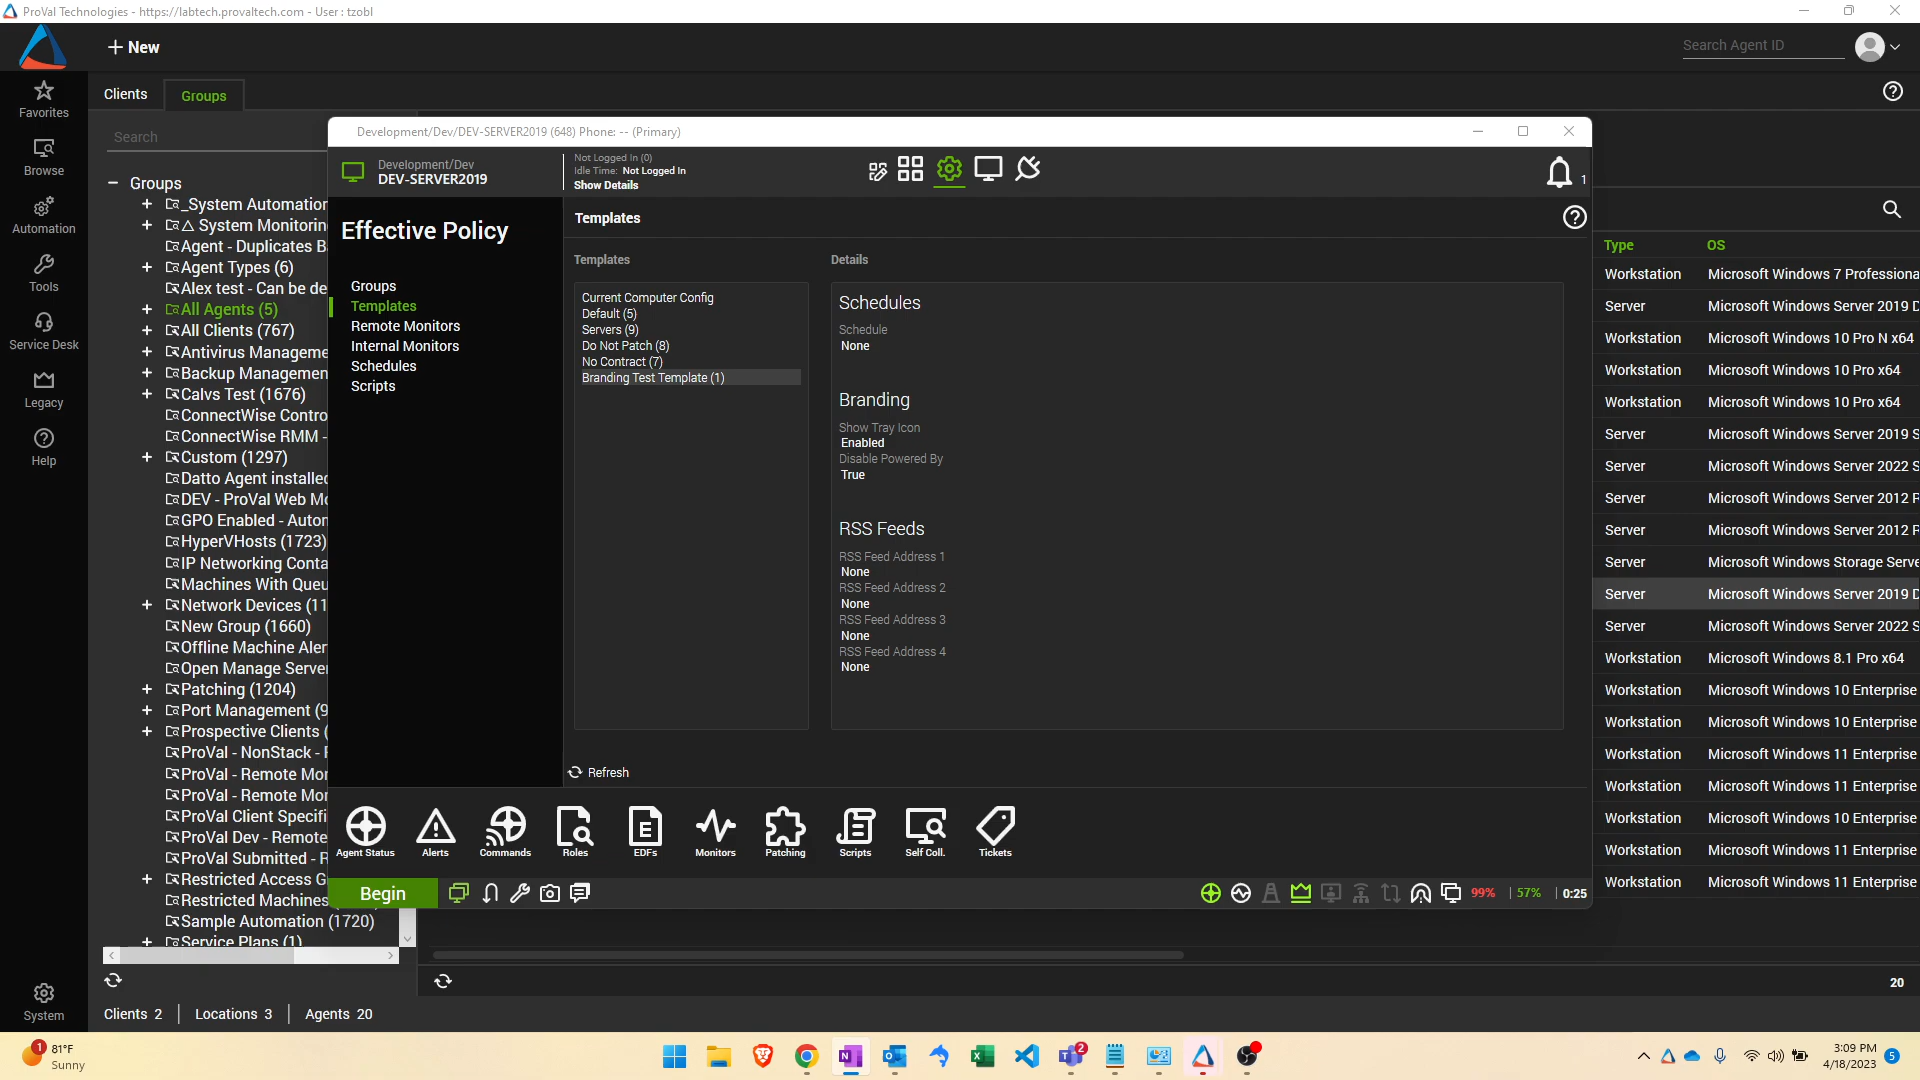 ProVal Technologies - https://labtech.provaltech.com - User : tzobl
New
Search Agent ID
Favorites
Browse
Automation
Tools
Service Desk
Legacy
Help
System
Clients
Groups
Search
Groups
_System Automation
System Monitorin
Agent - Duplicates B
Agent Types (6)
Alex test - Can be de
All Agents (5)
All Clients (767)
Antivirus Manageme
Backup Managemen
Calvs Test (1676)
ConnectWise Contro
ConnectWise RMM -
Custom (1297)
Datto Agent installed
DEV - ProVal Web Mo
GPO Enabled - Autor
HyperVHosts (1723)
IP Networking Conta
Machines With Queu
Network Devices (11
New Group (1660)
Offline Machine Aler
Open Manage Server
Patching (1204)
Port Management (9
Prospective Clients (
ProVal - NonStack -
ProVal - Remote Mor
ProVal - Remote Mor
ProVal Client Specifi
ProVal Dev - Remote
ProVal Submitted - R
Restricted Access G
Restricted Machines
Sample Automation (1720)
Service Plans (1)
Clients 2
Locations 3
Agents 20
Development/Dev/DEV-SERVER2019 (648) Phone: -- (Primary)
Development/Dev
DEV-SERVER2019
Not Logged In (0)
Idle Time: Not Logged In
Show Details
1
Effective Policy
Groups
Templates
Remote Monitors
Internal Monitors
Schedules
Scripts
Templates
Templates
Current Computer Config
Default (5)
Servers (9)
Do Not Patch (8)
No Contract (7)
Branding Test Template (1)
Details
Schedules
Schedule
None
Branding
Show Tray Icon
Enabled
Disable Powered By
True
RSS Feeds
RSS Feed Address 1
None
RSS Feed Address 2
None
RSS Feed Address 3
None
RSS Feed Address 4
None
Refresh
Agent Status
Alerts
Commands
Roles
EDFs
Monitors
Patching
Scripts
Self Coll.
Tickets
Begin
99%
57%
0:25
Type OS
Workstation Microsoft Windows 7 Professiona
Server Microsoft Windows Server 2019 D
Workstation Microsoft Windows 10 Pro N x64
Workstation Microsoft Windows 10 Pro x64
Workstation Microsoft Windows 10 Pro x64
Server Microsoft Windows Server 2019 S
Server Microsoft Windows Server 2022 S
Server Microsoft Windows Server 2012 F
Server Microsoft Windows Server 2012 F
Server Microsoft Windows Storage Serve
Server Microsoft Windows Server 2019 D
Server Microsoft Windows Server 2022 S
Workstation Microsoft Windows 8.1 Pro x64
Workstation Microsoft Windows 10 Enterprise
Workstation Microsoft Windows 10 Enterprise
Workstation Microsoft Windows 11 Enterprise
Workstation Microsoft Windows 11 Enterprise
Workstation Microsoft Windows 10 Enterprise
Workstation Microsoft Windows 11 Enterprise
Workstation Microsoft Windows 11 Enterprise
20
1
81°F
Sunny
2
3:09 PM
4/18/2023
5